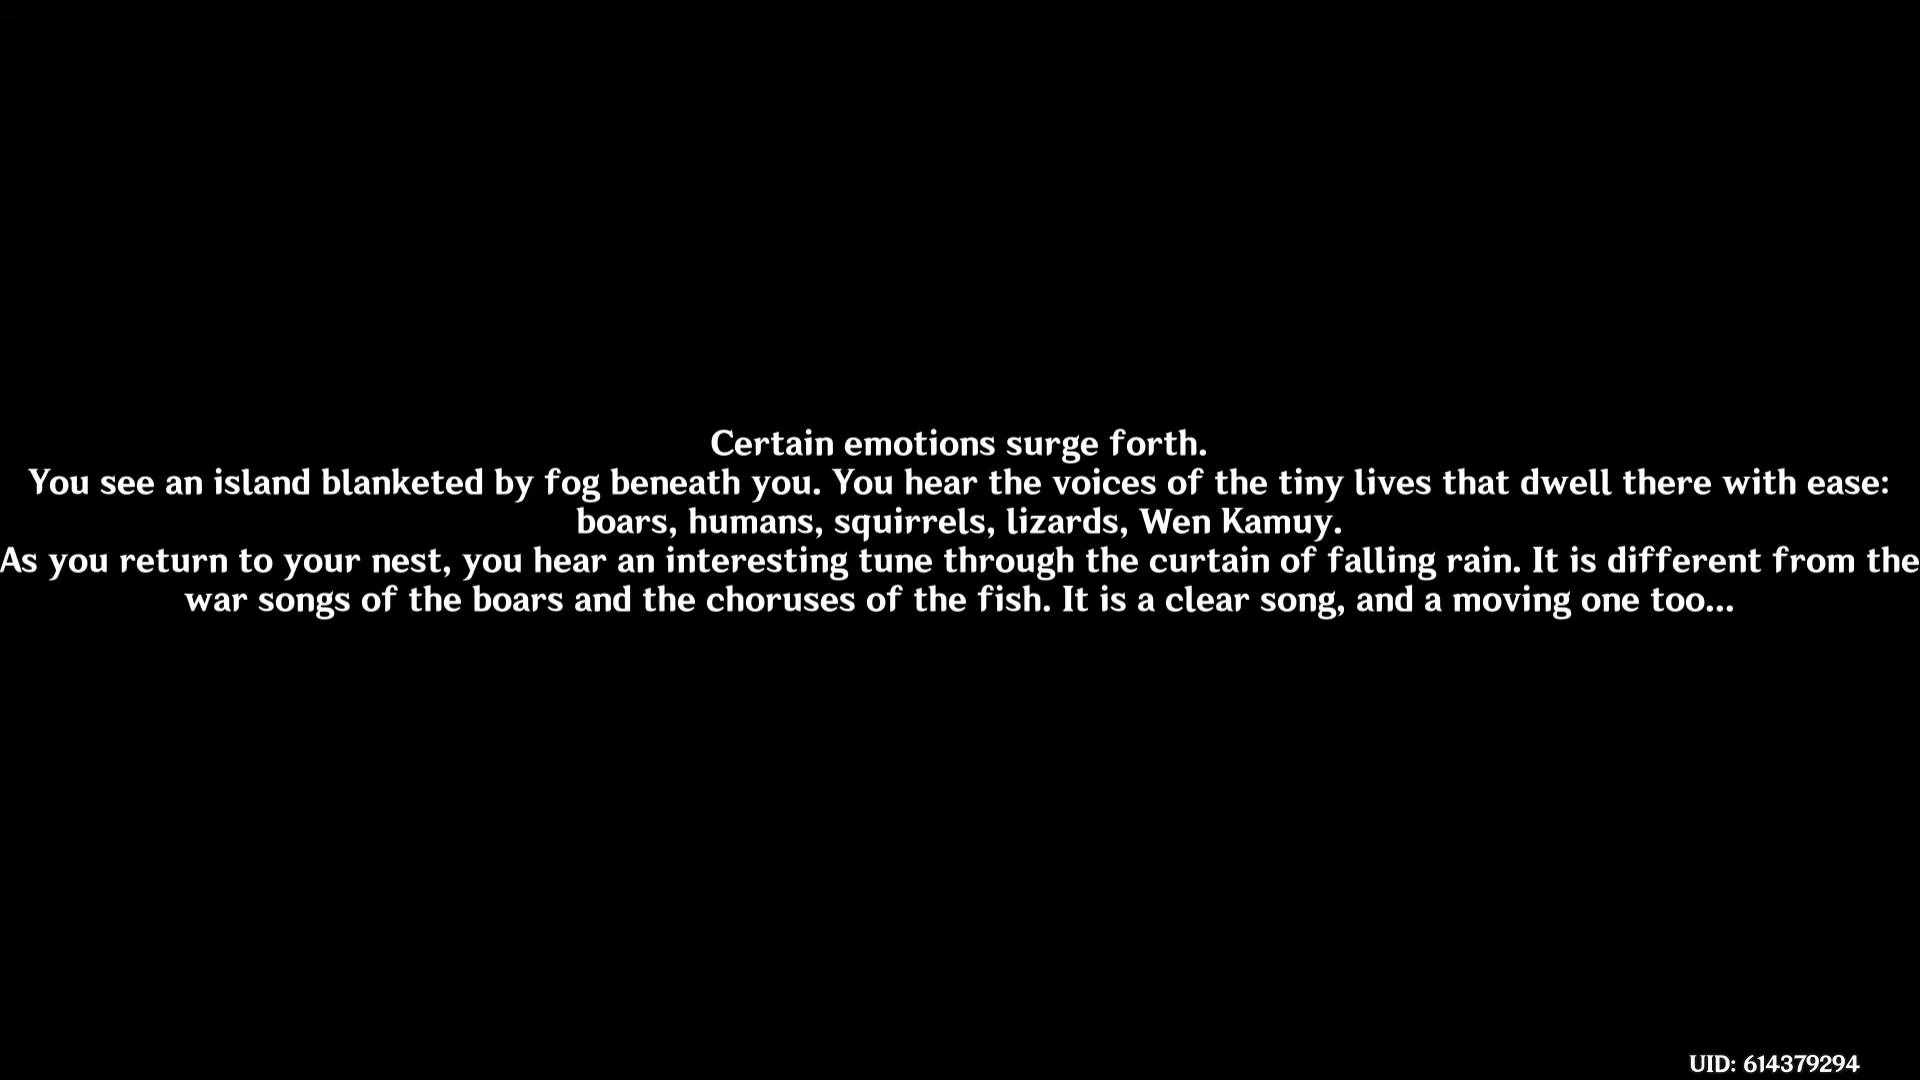 Certain emotions surge forth.
You see an island blanketed by fog beneath you. You hear the voices of the tiny lives that dwell there with ease:
boars, humans, squirrels, lizards, Wen Kamuy.
As you return to your nest, you hear an interesting tune through the curtain of falling rain. It is different from the
war songs of the boars and the choruses of the fish. It is a clear song, and a moving one too...
UID: 614379294